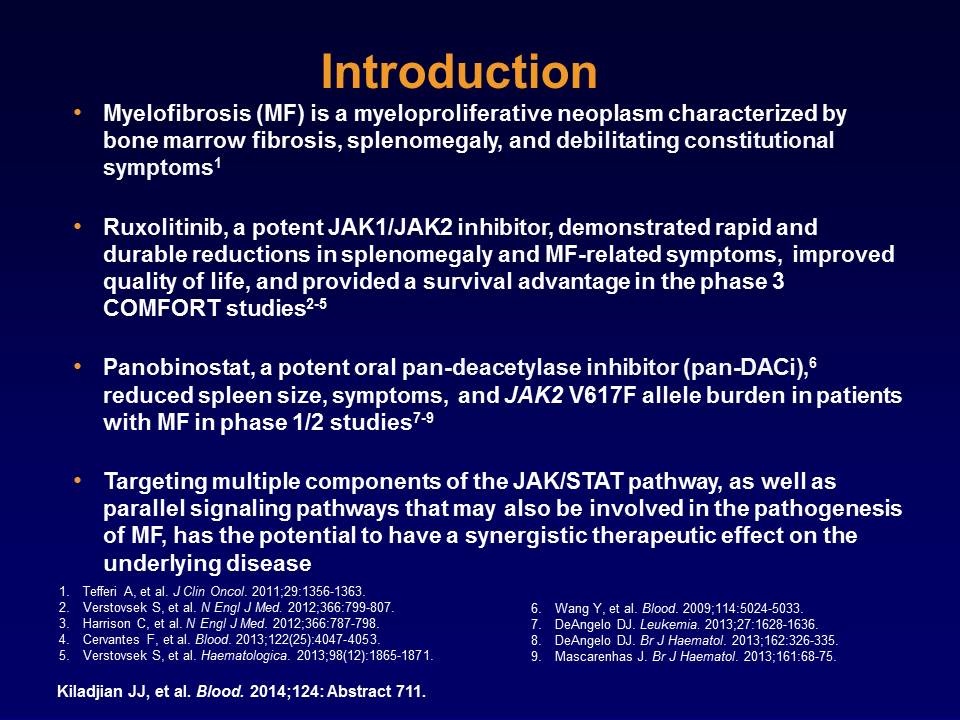 Introduction
• Myelofibrosis (MF) is a myeloproliferative neoplasm characterized by
bone marrow fibrosis, splenomegaly, and debilitating constitutional
symptoms1
• Ruxolitinib, a potent JAK1/JAK2 inhibitor, demonstrated rapid and
durable reductions in splenomegaly and MF-related symptoms, improved
quality of life, and provided a survival advantage in the phase 3
COMFORT studies2-5
• Panobinostat, a potent oral pan-deacetylase inhibitor (pan-DACi),6
reduced spleen size, symptoms, and JAK2 V617F allele burden in patients
with MF in phase 1/2 studies7-9
• Targeting multiple components of the JAK/STAT pathway, as well as
parallel signaling pathways that may also be involved in the pathogenesis
of MF, has the potential to have a synergistic therapeutic effect on the
underlying disease
1. Tefferi A, et al. J Clin Oncol. 2011;29:1356-1363.
2. Verstovsek S, et al. N Engl J Med. 2012;366:799-807.
3. Harrison C, et al. N Engl J Med. 2012;366:787-798.
4. Cervantes F, et al. Blood. 2013;122(25):4047-4053.
5. Verstovsek S, et al. Haematologica. 2013;98(12):1865-1871.
6. Wang Y, et al. Blood. 2009;114:5024-5033.
7. DeAngelo DJ. Leukemia. 2013;27:1628-1636.
8. DeAngelo DJ. Br J Haematol. 2013;162:326-335.
9. Mascarenhas J. Br J Haematol. 2013;161:68-75.
Kiladjian JJ, et al. Blood. 2014;124: Abstract 711.